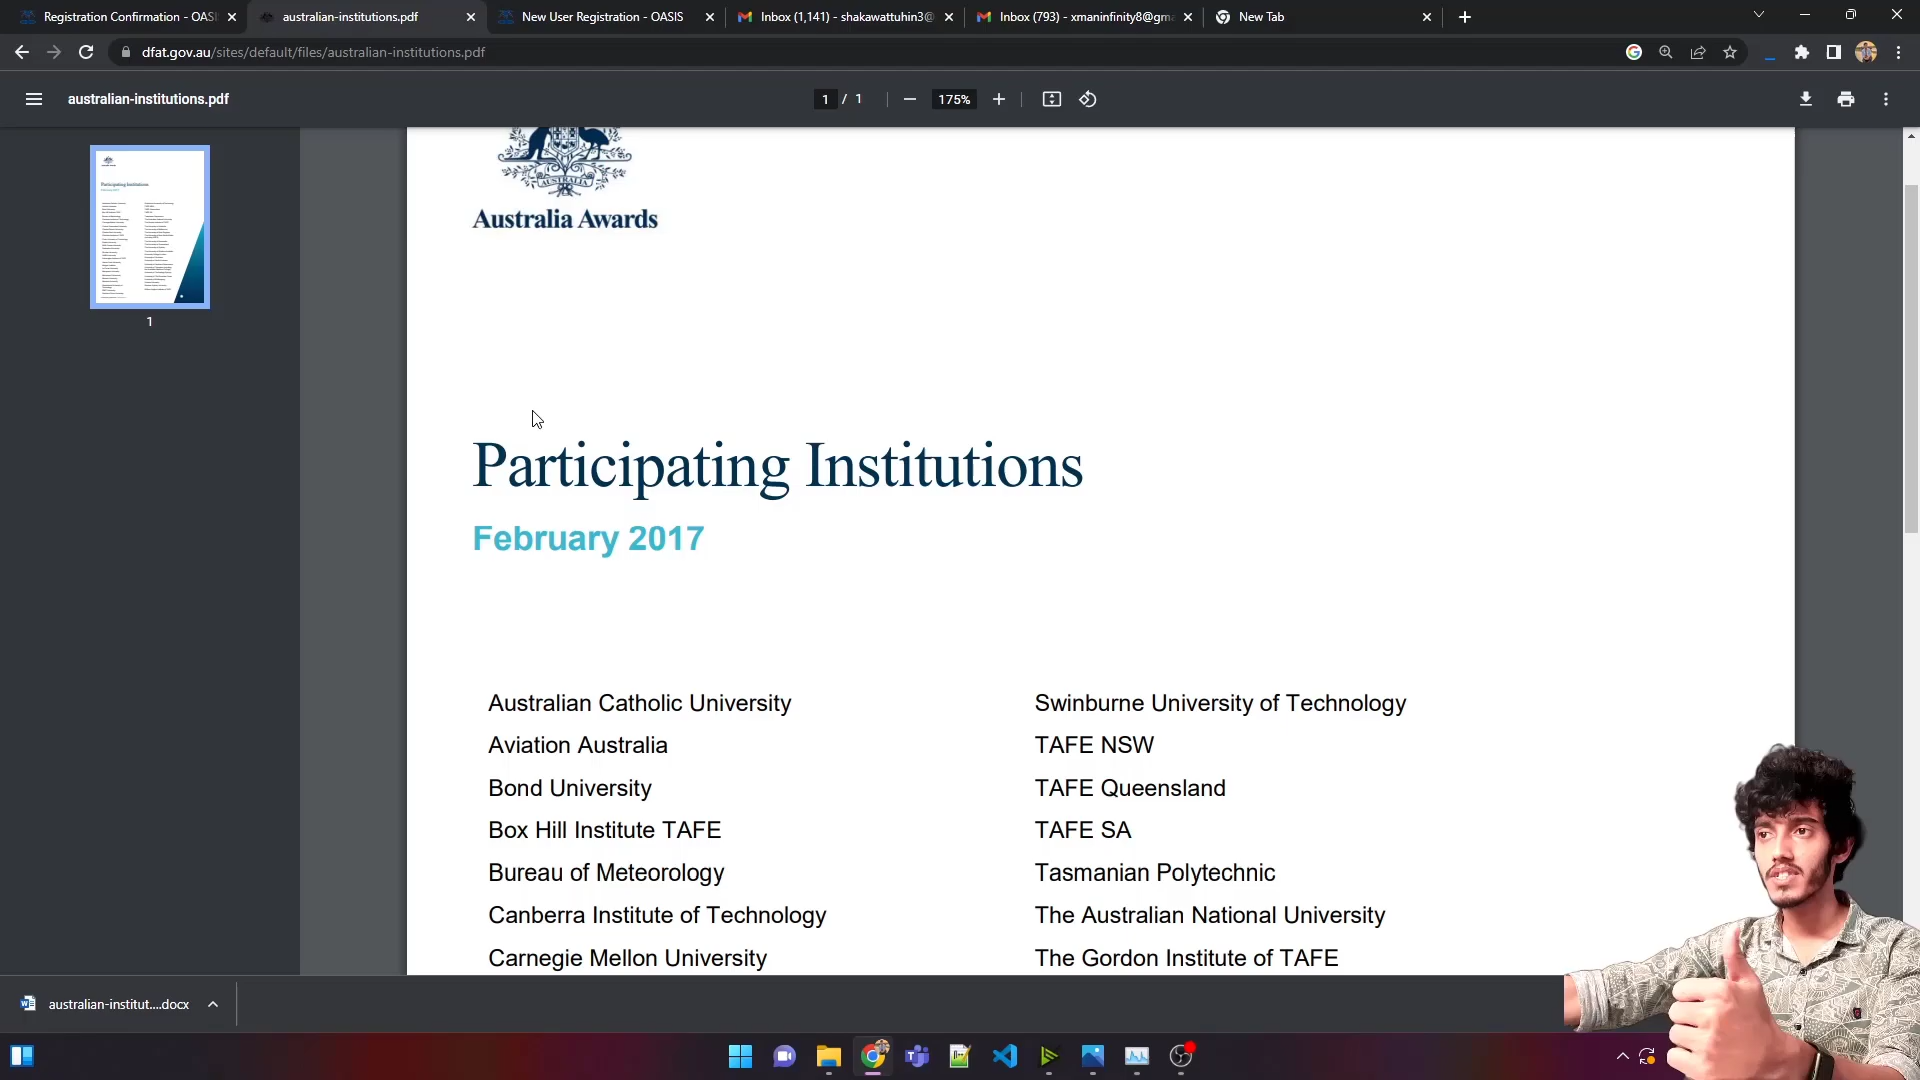 Registration Confirmation - OASI
australian-institutions.pdf
New User Registration - OASIS
Inbox (1,141) - shakawattuhin3@
Inbox (793) - xmaninfinity8@gm
New Tab
dfat.gov.au/sites/default/files/australian-institutions.pdf
australian-institutions.pdf
1 / 1
175%
1
AUSTRALIA
Australia Awards
Participating Institutions
February 2017
Australian Catholic University
Aviation Australia
Bond University
Box Hill Institute TAFE
Bureau of Meteorology
Canberra Institute of Technology
Carnegie Mellon University
Swinburne University of Technology
TAFE NSW
TAFE Queensland
TAFE SA
Tasmanian Polytechnic
The Australian National University
The Gordon Institute of TAFE
australian-institut....docx